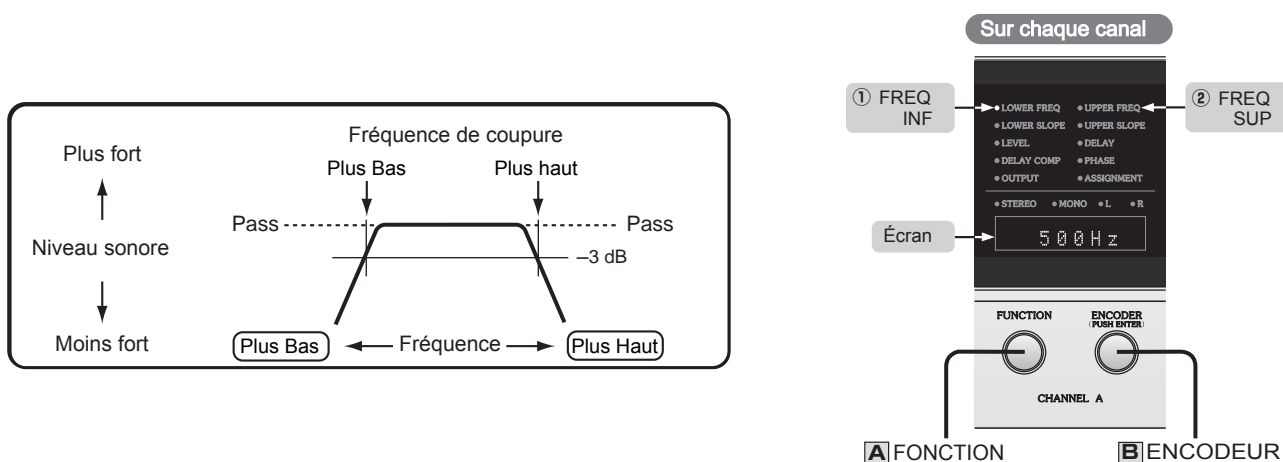 Plus fort
Niveau sonore
Moins fort
Fréquence de coupure
Plus Bas
Plus haut
Pass
Pass
–3 dB
Plus Bas
Fréquence
Plus Haut
Sur chaque canal
① FREQ
INF
② FREQ
SUP
LOWER FREQ UPPER FREQ
LOWER SLOPE UPPER SLOPE
LEVEL DELAY
DELAY COMP PHASE
OUTPUT ASSIGNMENT
STEREO MONO L R
Écran
500Hz
FUNCTION
ENCODER
(PUSH ENTER)
CHANNEL A
A FONCTION
B ENCODEUR